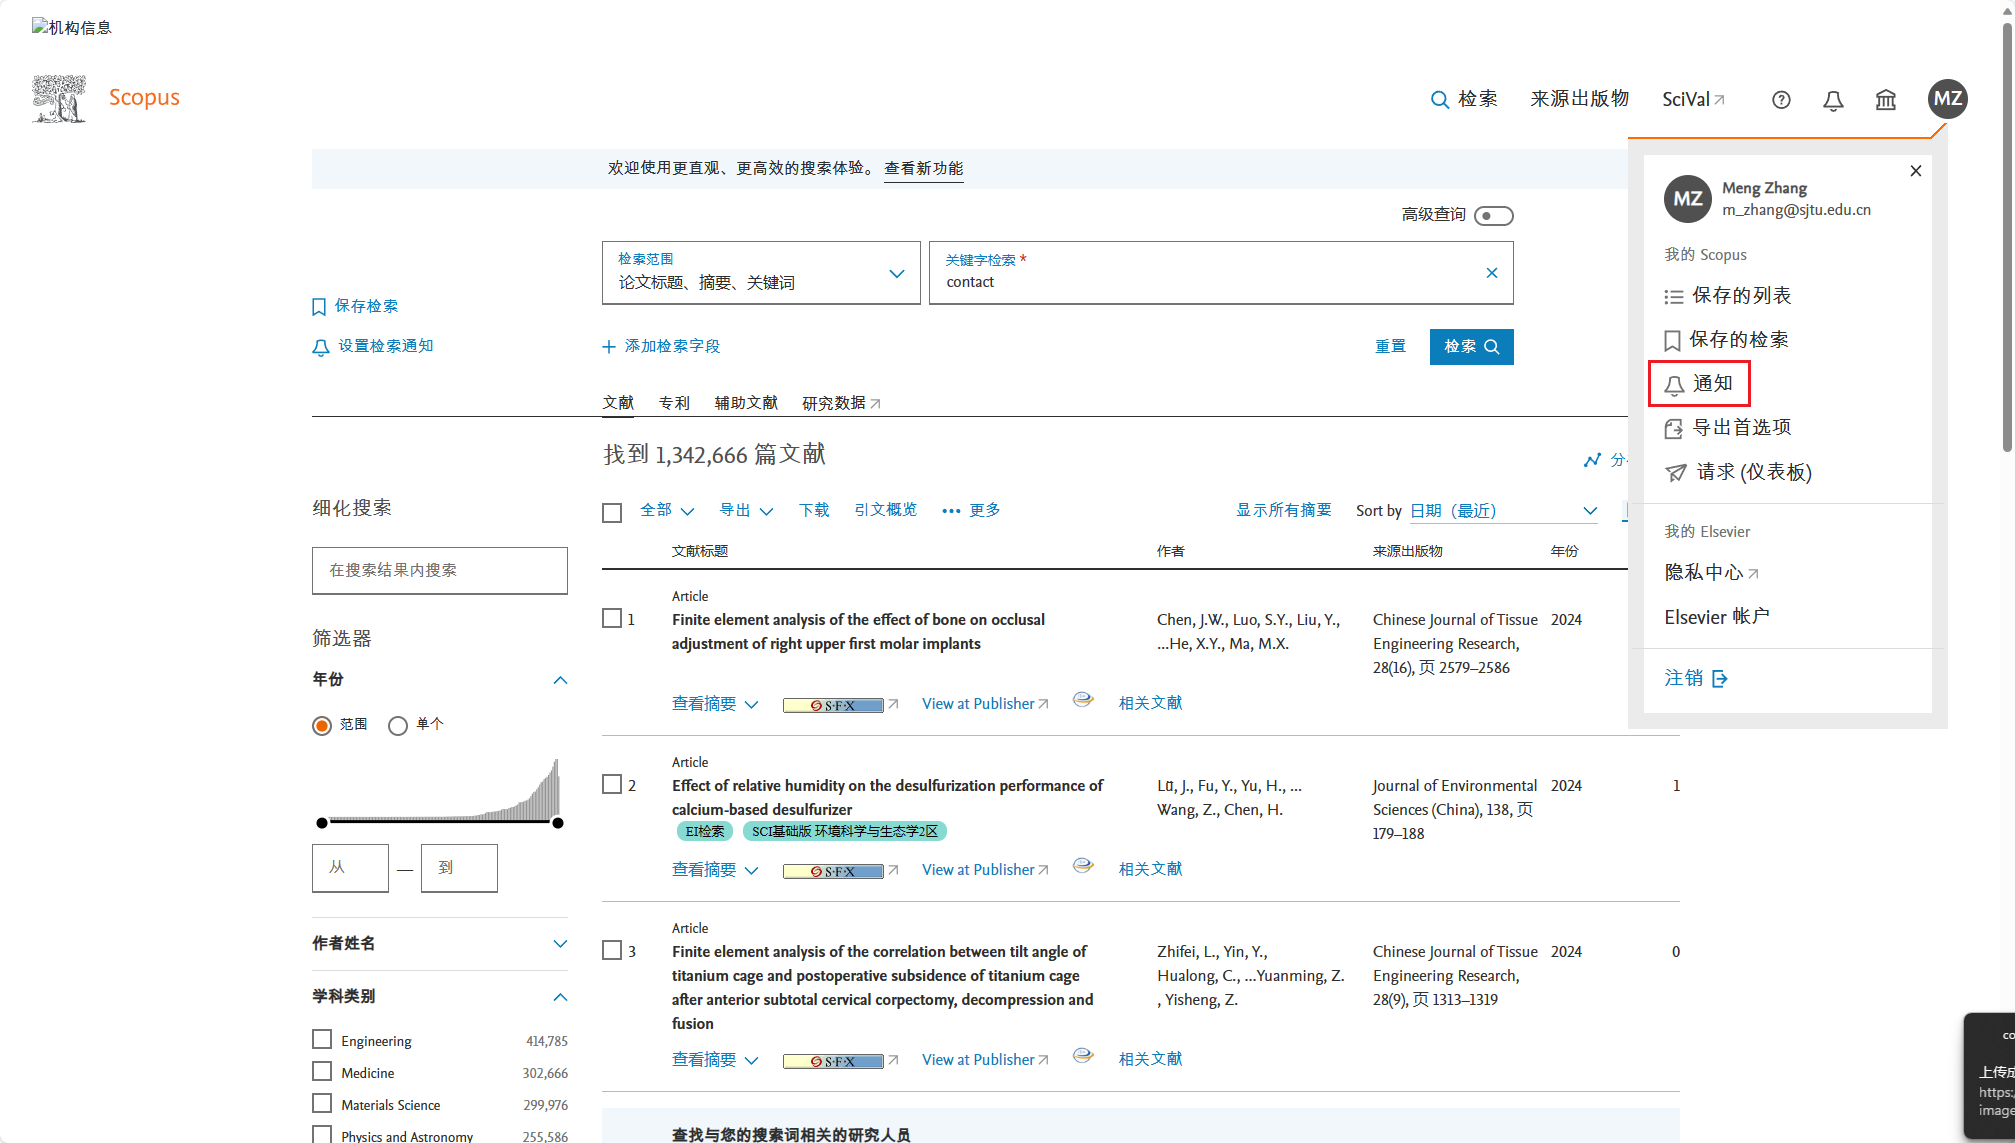 机构信息
Scopus
检索
来源出版物
SciVal
MZ
欢迎使用更直观、更高效的搜索体验。 查看新功能
高级查询
检索范围
论文标题、摘要、关键词
关键字检索 *
contact
保存检索
设置检索通知
添加检索字段
重置
检索
文献
专利
辅助文献
研究数据
找到 1,342,666 篇文献
细化搜索
在搜索结果内搜索
筛选器
年份
范围
单个
从
—
到
作者姓名
学科类别
Engineering 414,785
Medicine 302,666
Materials Science 299,976
Physics and Astronomy 255,586
全部
导出
下载
引文概览
更多
显示所有摘要
Sort by 日期（最近）
文献标题
作者
来源出版物
年份
Article
1
Finite element analysis of the effect of bone on occlusal
adjustment of right upper first molar implants
Chen, J.W., Luo, S.Y., Liu, Y.,
...He, X.Y., Ma, M.X.
Chinese Journal of Tissue
Engineering Research,
28(16), 页 2579–2586
2024
查看摘要
S·F·X
View at Publisher
相关文献
Article
2
Effect of relative humidity on the desulfurization performance of
calcium-based desulfurizer
EI检索
SCI基础版 环境科学与生态学2区
Lü, J., Fu, Y., Yu, H., ...
Wang, Z., Chen, H.
Journal of Environmental
Sciences (China), 138, 页
179–188
2024
1
查看摘要
S·F·X
View at Publisher
相关文献
Article
3
Finite element analysis of the correlation between tilt angle of
titanium cage and postoperative subsidence of titanium cage
after anterior subtotal cervical corpectomy, decompression and
fusion
Zhifei, L., Yin, Y.,
Hualong, C., ...Yuanming, Z.
, Yisheng, Z.
Chinese Journal of Tissue
Engineering Research,
28(9), 页 1313–1319
2024
0
查看摘要
S·F·X
View at Publisher
相关文献
查找与您的搜索词相关的研究人员
MZ
Meng Zhang
m_zhang@sjtu.edu.cn
我的 Scopus
保存的列表
保存的检索
通知
导出首选项
请求 (仪表板)
我的 Elsevier
隐私中心
Elsevier 帐户
注销
上传成
https:
image